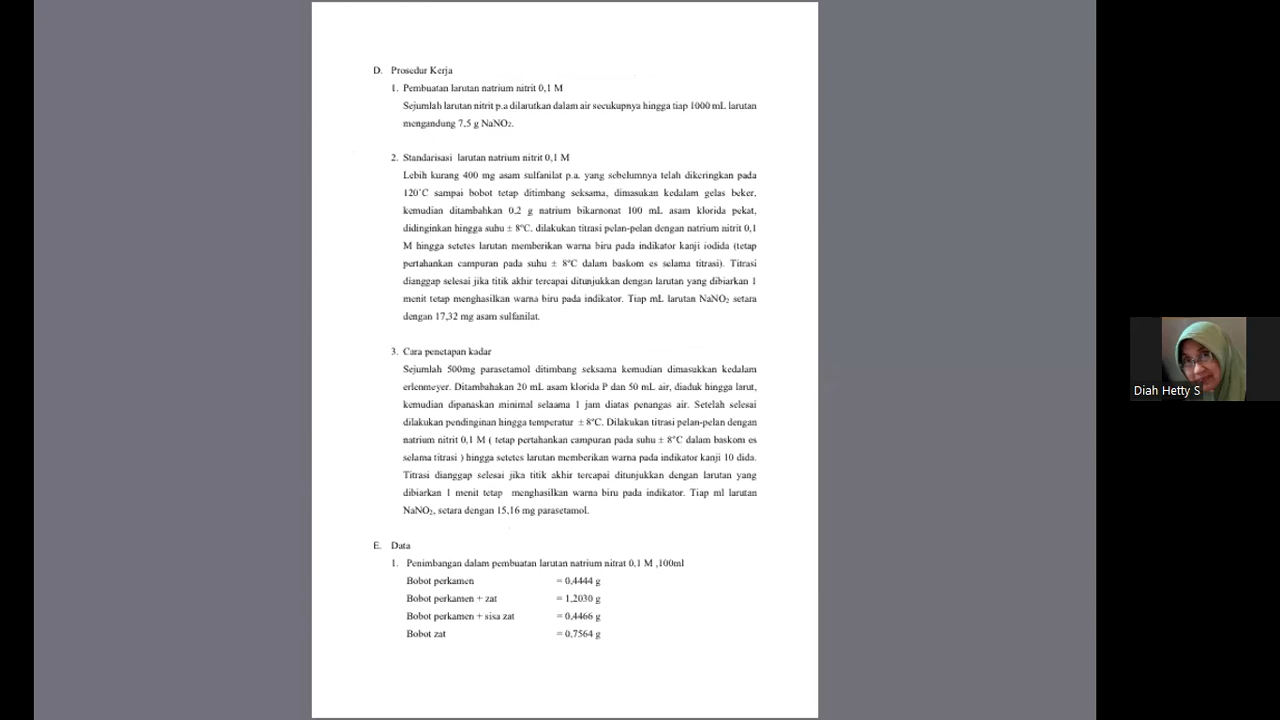 D. Prosedur Kerja
1. Pembuatan larutan natrium nitrit 0,1 M
Sejumlah larutan nitrit p.a dilarutkan dalam air secukupnya hingga tiap 1000 mL larutan
mengandung 7,5 g NaNO₂.
2. Standarisasi larutan natrium nitrit 0,1 M
Lebih kurang 400 mg asam sulfanilat p.a. yang sebelumnya telah dikeringkan pada
120˚C sampai bobot tetap ditimbang seksama, dimasukan kedalam gelas beker,
kemudian ditambahkan 0,2 g natrium bikarnonat 100 mL asam klorida pekat,
didinginkan hingga suhu ± 8ºC. dilakukan titrasi pelan-pelan dengan natrium nitrit 0,1
M hingga setetes larutan memberikan warna biru pada indikator kanji iodida (tetap
pertahankan campuran pada suhu ± 8ºC dalam baskom es selama titrasi). Titrasi
dianggap selesai jika titik akhir tercapai ditunjukkan dengan larutan yang dibiarkan 1
menit tetap menghasilkan warna biru pada indikator. Tiap mL larutan NaNO₂ setara
dengan 17,32 mg asam sulfanilat.
3. Cara penetapan kadar
Sejumlah 500mg parasetamol ditimbang seksama kemudian dimasukkan kedalam
erlenmeyer. Ditambahakan 20 mL asam klorida P dan 50 mL air, diaduk hingga larut,
kemudian dipanaskan minimal selaama 1 jam diatas penangas air. Setelah selesai
dilakukan pendinginan hingga temperatur ± 8ºC. Dilakukan titrasi pelan-pelan dengan
natrium nitrit 0,1 M ( tetap pertahankan campuran pada suhu ± 8ºC dalam baskom es
selama titrasi ) hingga setetes larutan memberikan warna pada indikator kanji 10 dida.
Titrasi dianggap selesai jika titik akhir tercapai ditunjukkan dengan larutan yang
dibiarkan 1 menit tetap menghasilkan warna biru pada indikator. Tiap ml larutan
NaNO₂, setara dengan 15,16 mg parasetamol.
E. Data
1. Penimbangan dalam pembuatan larutan natrium nitrat 0,1 M ,100ml
Bobot perkamen = 0,4444 g
Bobot perkamen + zat = 1,2030 g
Bobot perkamen + sisa zat = 0,4466 g
Bobot zat = 0,7564 g
Diah Hetty S